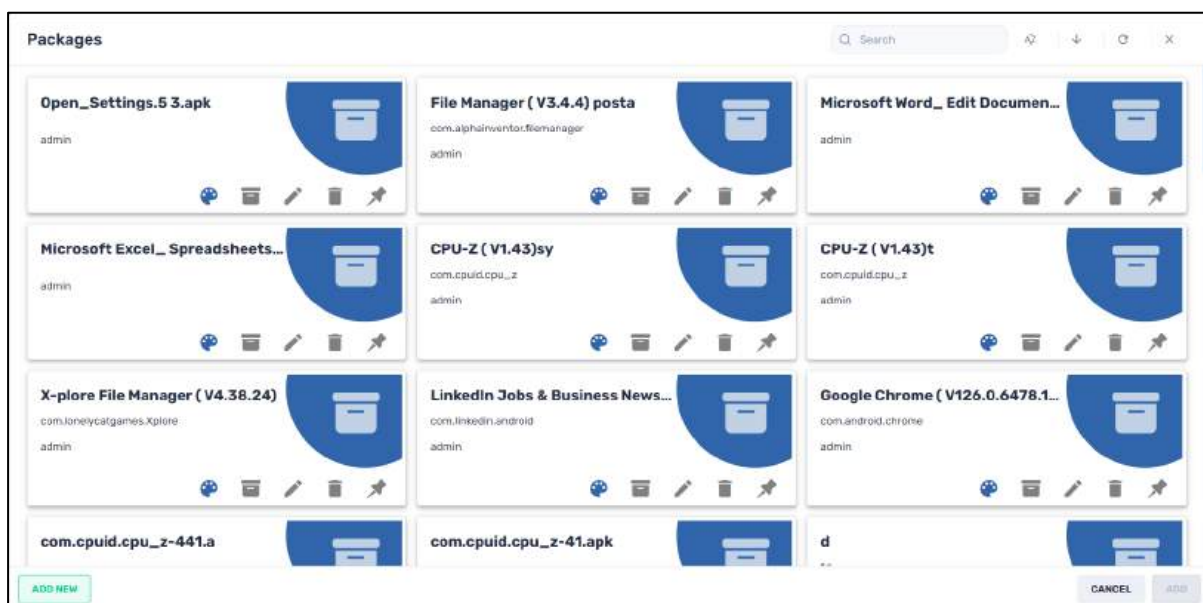 Packages
Search
Open_Settings.5 3.apk
admin
File Manager ( V3.4.4) posta
com.alphainventor.filemanager
admin
Microsoft Word_ Edit Documen...
admin
Microsoft Excel_ Spreadsheets...
admin
CPU-Z ( V1.43)sy
com.cpuid.cpu_z
admin
CPU-Z ( V1.43)t
com.cpuid.cpu_z
admin
X-plore File Manager ( V4.38.24)
com.lonelycatgames.Xplore
admin
LinkedIn Jobs & Business News...
com.linkedin.android
admin
Google Chrome ( V126.0.6478.1...
com.android.chrome
admin
com.cpuid.cpu_z-441.a
com.cpuid.cpu_z-41.apk
d
ADD NEW
CANCEL
ADD